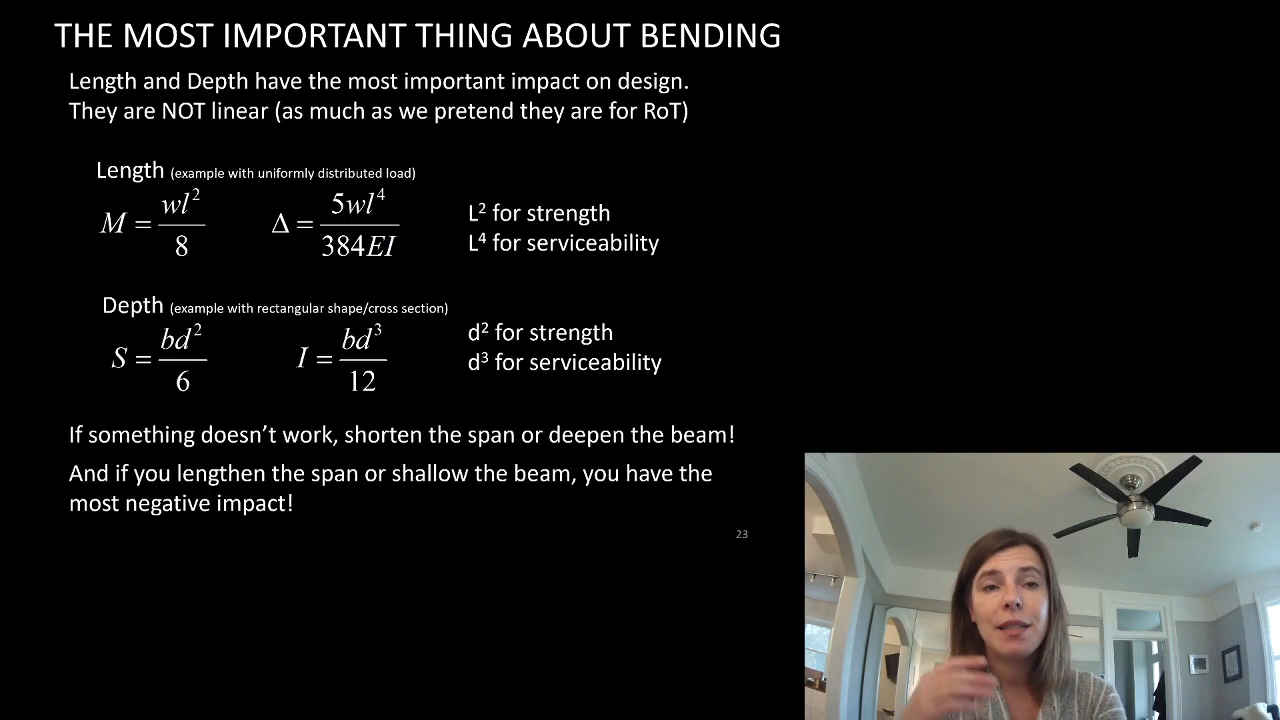 THE MOST IMPORTANT THING ABOUT BENDING
Length and Depth have the most important impact on design.
They are NOT linear (as much as we pretend they are for RoT)
Length (example with uniformly distributed load)
M = wl²/8 Δ = 5wl⁴/384EI
L² for strength
L⁴ for serviceability
Depth (example with rectangular shape/cross section)
S = bd²/6 I = bd³/12
d² for strength
d³ for serviceability
If something doesn't work, shorten the span or deepen the beam!
And if you lengthen the span or shallow the beam, you have the
most negative impact!
23